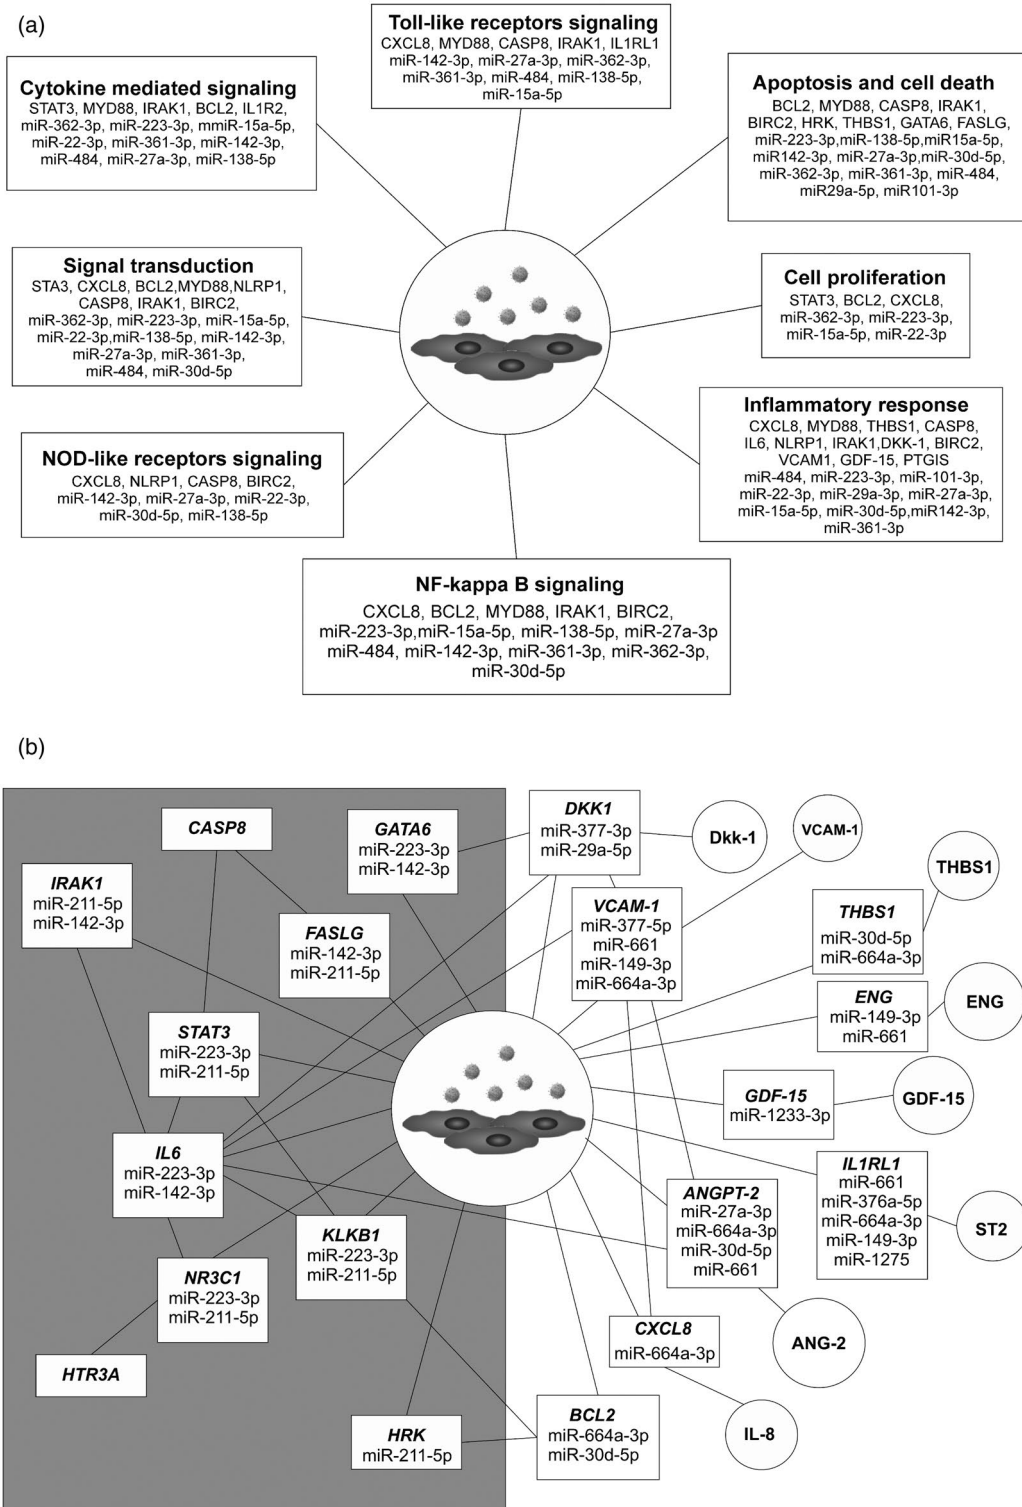 (a)
Toll-like receptors signaling
CXCL8, MYD88, CASP8, IRAK1, IL1RL1
miR-142-3p, miR-27a-3p, miR-362-3p,
miR-361-3p, miR-484, miR-138-5p,
miR-15a-5p
Cytokine mediated signaling
STAT3, MYD88, IRAK1, BCL2, IL1R2,
miR-362-3p, miR-223-3p, mmiR-15a-5p,
miR-22-3p, miR-361-3p, miR-142-3p,
miR-484, miR-27a-3p, miR-138-5p
Apoptosis and cell death
BCL2, MYD88, CASP8, IRAK1,
BIRC2, HRK, THBS1, GATA6, FASLG,
miR-223-3p,miR-138-5p,miR15a-5p,
miR142-3p, miR-27a-3p,miR-30d-5p,
miR-362-3p, miR-361-3p, miR-484,
miR29a-5p, miR101-3p
Signal transduction
STA3, CXCL8, BCL2,MYD88,NLRP1,
CASP8, IRAK1, BIRC2,
miR-362-3p, miR-223-3p, miR-15a-5p,
miR-22-3p,miR-138-5p, miR-142-3p,
miR-27a-3p, miR-361-3p,
miR-484, miR-30d-5p
Cell proliferation
STAT3, BCL2, CXCL8,
miR-362-3p, miR-223-3p,
miR-15a-5p, miR-22-3p
NOD-like receptors signaling
CXCL8, NLRP1, CASP8, BIRC2,
miR-142-3p, miR-27a-3p, miR-22-3p,
miR-30d-5p, miR-138-5p
Inflammatory response
CXCL8, MYD88, THBS1, CASP8,
IL6, NLRP1, IRAK1,DKK-1, BIRC2,
VCAM1, GDF-15, PTGIS
miR-484, miR-223-3p, miR-101-3p,
miR-22-3p, miR-29a-3p, miR-27a-3p,
miR-15a-5p, miR-30d-5p,miR142-3p,
miR-361-3p
NF-kappa B signaling
CXCL8, BCL2, MYD88, IRAK1, BIRC2,
miR-223-3p,miR-15a-5p, miR-138-5p, miR-27a-3p
miR-484, miR-142-3p, miR-361-3p, miR-362-3p,
miR-30d-5p
(b)
CASP8
GATA6
miR-223-3p
miR-142-3p
DKK1
miR-377-3p
miR-29a-5p
Dkk-1
VCAM-1
IRAK1
miR-211-5p
miR-142-3p
FASLG
miR-142-3p
miR-211-5p
VCAM-1
miR-377-5p
miR-661
miR-149-3p
miR-664a-3p
THBS1
miR-30d-5p
miR-664a-3p
THBS1
STAT3
miR-223-3p
miR-211-5p
ENG
miR-149-3p
miR-661
ENG
GDF-15
miR-1233-3p
GDF-15
IL6
miR-223-3p
miR-142-3p
KLKB1
miR-223-3p
miR-211-5p
ANGPT-2
miR-27a-3p
miR-664a-3p
miR-30d-5p
miR-661
IL1RL1
miR-661
miR-376a-5p
miR-664a-3p
miR-149-3p
miR-1275
ST2
NR3C1
miR-223-3p
miR-211-5p
CXCL8
miR-664a-3p
ANG-2
HTR3A
HRK
miR-211-5p
BCL2
miR-664a-3p
miR-30d-5p
IL-8